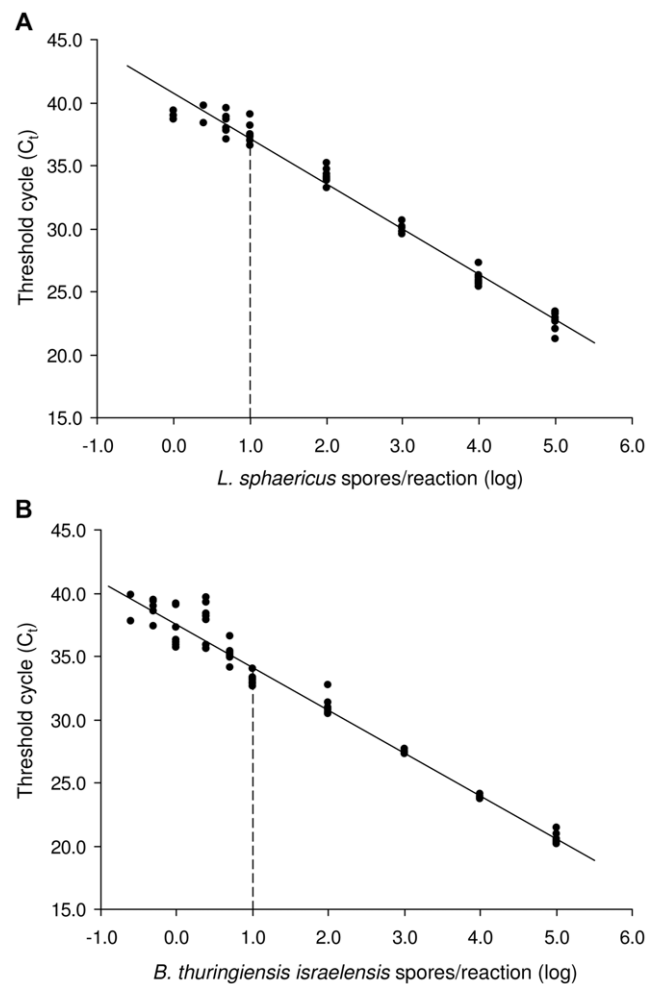 A
45.0
40.0
35.0
30.0
25.0
20.0
15.0
Threshold cycle (Ct)
-1.0 0.0 1.0 2.0 3.0 4.0 5.0 6.0
L. sphaericus spores/reaction (log)
B
45.0
40.0
35.0
30.0
25.0
20.0
15.0
Threshold cycle (Ct)
-1.0 0.0 1.0 2.0 3.0 4.0 5.0 6.0
B. thuringiensis israelensis spores/reaction (log)